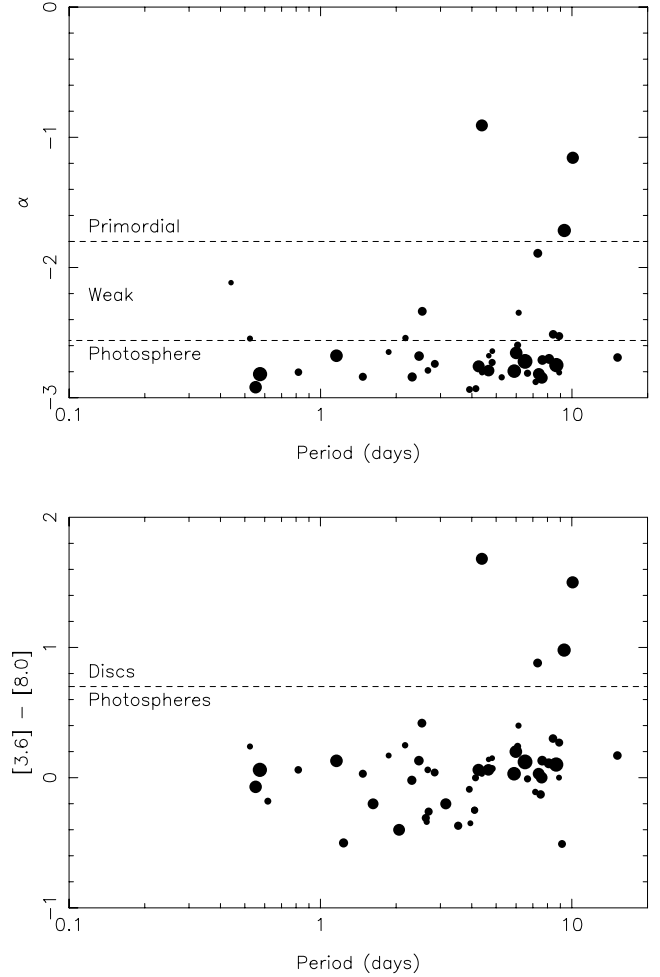 0
−1
α
Primordial
−2
Weak
Photosphere
−3
0.1 1 10
Period (days)
2
1
[3.6] − [8.0]
Discs
Photospheres
0
−1
0.1 1 10
Period (days)